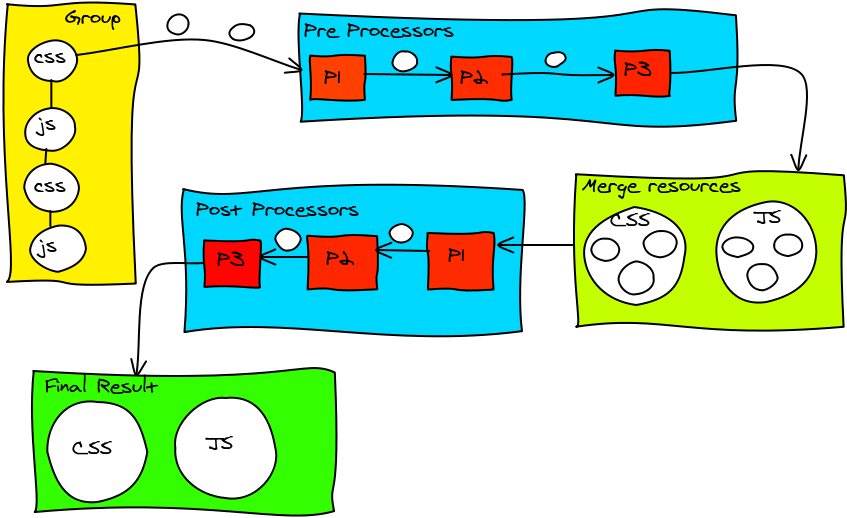 Group
css
js
css
js
Pre Processors
P1
P2
P3
Merge resources
CSS
JS
Post Processors
P3
P2
P1
Final Result
CSS
JS